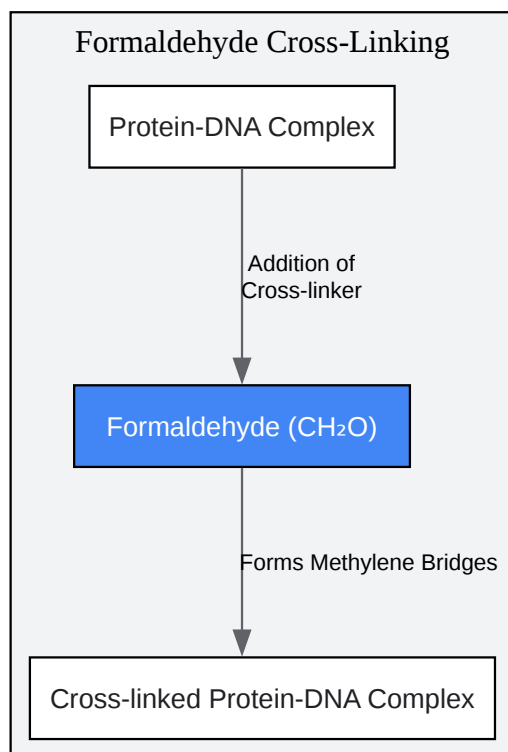 Formaldehyde Cross-Linking
Protein-DNA Complex
Addition of
Cross-linker
Formaldehyde (CH₂O)
Forms Methylene Bridges
Cross-linked Protein-DNA Complex